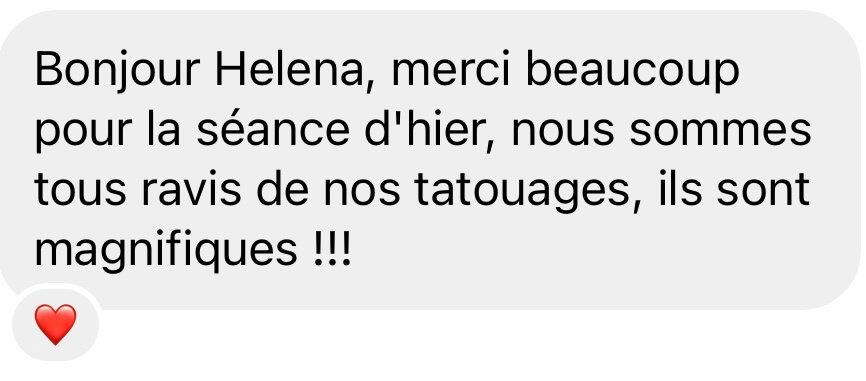 Bonjour Helena, merci beaucoup
pour la séance d'hier, nous sommes
tous ravis de nos tatouages, ils sont
magnifiques !!!